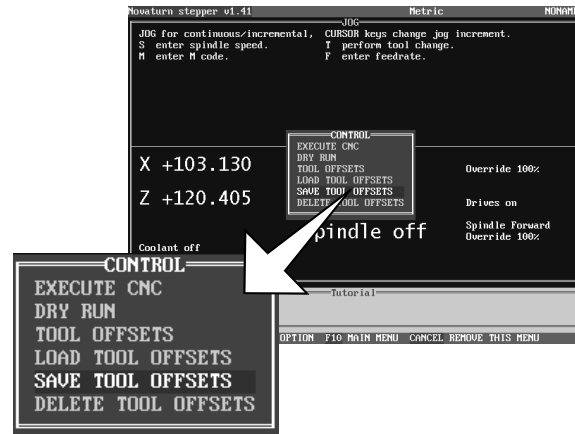 Novaturn stepper v1.41 Metric NONAM
JOG
JOG for continuous/incremental, CURSOR keys change jog increment.
S enter spindle speed. T perform tool change.
M enter M code. F enter feedrate.
CONTROL
EXECUTE CNC
DRY RUN
TOOL OFFSETS
LOAD TOOL OFFSETS
SAVE TOOL OFFSETS
DELETE TOOL OFFSETS
X +103.130 Override 100%
Z +120.405 Drives on
pindle off Spindle Forward
Override 100%
Coolant off
Tutorial
OPTION F10 MAIN MENU CANCEL REMOVE THIS MENU
CONTROL
EXECUTE CNC
DRY RUN
TOOL OFFSETS
LOAD TOOL OFFSETS
SAVE TOOL OFFSETS
DELETE TOOL OFFSETS